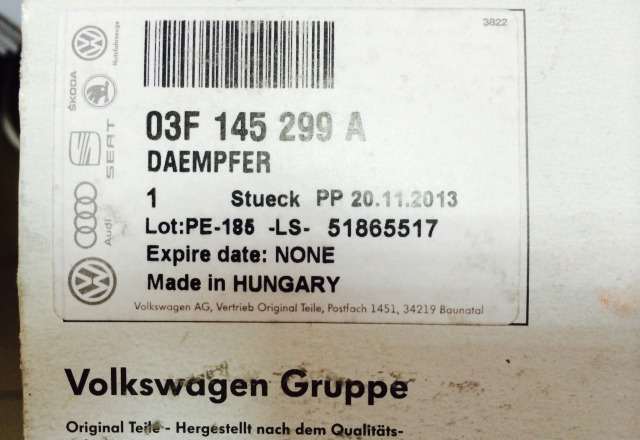 3822
Nutzfahrzeuge
ŠKODA
SEAT
Audi
03F 145 299 A
DAEMPFER
1 Stueck PP 20.11.2013
Lot:PE-185 -LS- 51865517
Expire date: NONE
Made in HUNGARY
Volkswagen AG, Vertrieb Original Teile, Postfach 1451, 34219 Baunatal
Volkswagen Gruppe
Original Teile - Hergestellt nach dem Qualitäts-